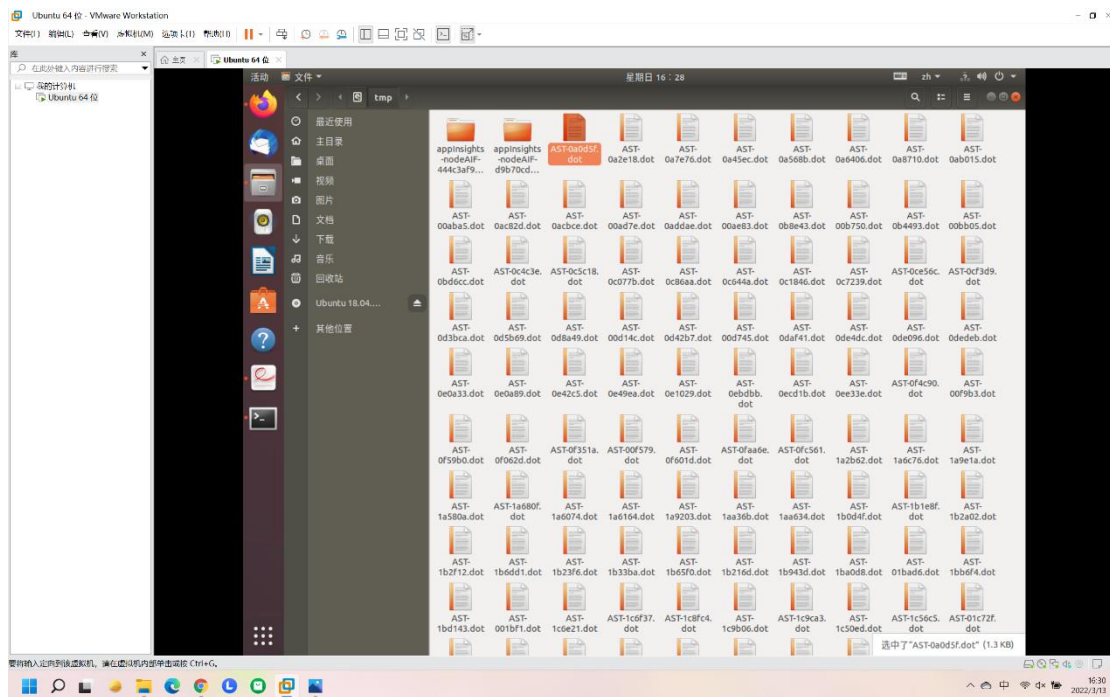 Ubuntu 64 位 - VMware Workstation
文件(F) 编辑(E) 查看(V) 虚拟机(M) 选项卡(T) 帮助(H)
库
在此处键入内容进行搜索
我的计算机
Ubuntu 64 位
主页
Ubuntu 64 位
活动
文件
星期日 16：28
zh
tmp
最近使用
主目录
桌面
视频
图片
文档
下载
音乐
回收站
Ubuntu 18.04....
其他位置
appInsights appInsights AST-0a0d5f. AST- AST- AST- AST- AST- AST- AST-
-nodeAIF- -nodeAIF- dot 0a2e18.dot 0a7e76.dot 0a45ec.dot 0a568b.dot 0a6406.dot 0a8710.dot 0ab015.dot
444c3af9... d9b70cd...
AST- AST- AST- AST- AST- AST- AST- AST- AST- AST-
00aba5.dot 0ac82d.dot 0acbce.dot 00ad7e.dot 0addae.dot 00ae83.dot 0b8e43.dot 00b750.dot 0b4493.dot 00bb05.dot
AST- AST-0c4c3e. AST-0c5c18. AST- AST- AST- AST- AST- AST-0ce56c. AST-0cf3d9.
0bd6cc.dot dot dot 0c077b.dot 0c86aa.dot 0c644a.dot 0c1846.dot 0c7239.dot dot dot
AST- AST- AST- AST- AST- AST- AST- AST- AST- AST-
0d3bca.dot 0d5b69.dot 0d8a49.dot 00d14c.dot 0d42b7.dot 00d745.dot 0daf41.dot 0de4dc.dot 0de096.dot 0dedeb.dot
AST- AST- AST- AST- AST- AST- AST- AST- AST-0f4c90. AST-
0e0a33.dot 0e0a89.dot 0e42c5.dot 0e49ea.dot 0e1029.dot 0ebdbb. 0ecd1b.dot 0ee33e.dot dot 00f9b3.dot
dot
AST- AST- AST-0f351a. AST-00f579. AST- AST-0faa6e. AST-0fc561. AST- AST- AST-
0f59b0.dot 0f062d.dot dot dot 0f601d.dot dot dot 1a2b62.dot 1a6c76.dot 1a9e1a.dot
AST- AST-1a680f. AST- AST- AST- AST- AST- AST- AST-1b1e8f. AST-
1a580a.dot dot 1a6074.dot 1a6164.dot 1a9203.dot 1aa36b.dot 1aa634.dot 1b0d4f.dot dot 1b2a02.dot
AST- AST- AST- AST- AST- AST- AST- AST- AST- AST-
1b2f12.dot 1b6dd1.dot 1b23f6.dot 1b33ba.dot 1b65f0.dot 1b216d.dot 1b943d.dot 1ba0d8.dot 01bad6.dot 1bb6f4.dot
AST- AST- AST- AST-1c6f37. AST-1c8fc4. AST- AST-1c9ca3. AST- AST-1c56c5. AST-01c72f.
1bd143.dot 001bf1.dot 1c6e21.dot dot dot 1c9b06.dot dot 1c50ed.dot dot dot
选中了"AST-0a0d5f.dot" (1.3 KB)
要将输入定向到该虚拟机，请在虚拟机内部单击或按 Ctrl+G。
中
16:30
2022/3/13